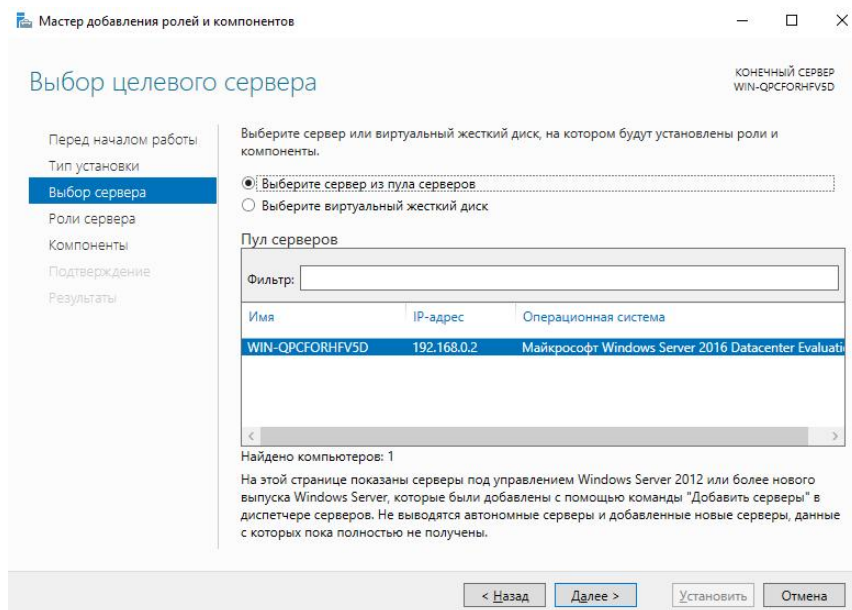 Мастер добавления ролей и компонентов
Выбор целевого сервера
КОНЕЧНЫЙ СЕРВЕР
WIN-QPCFORHFV5D
Перед началом работы
Тип установки
Выбор сервера
Роли сервера
Компоненты
Подтверждение
Результаты
Выберите сервер или виртуальный жесткий диск, на котором будут установлены роли и
компоненты.
Выберите сервер из пула серверов
Выберите виртуальный жесткий диск
Пул серверов
Фильтр:
Имя IP-адрес Операционная система
WIN-QPCFORHFV5D 192.168.0.2 Майкрософт Windows Server 2016 Datacenter Evaluati
Найдено компьютеров: 1
На этой странице показаны серверы под управлением Windows Server 2012 или более нового
выпуска Windows Server, которые были добавлены с помощью команды "Добавить серверы" в
диспетчере серверов. Не выводятся автономные серверы и добавленные новые серверы, данные
с которых пока полностью не получены.
< Назад Далее > Установить Отмена